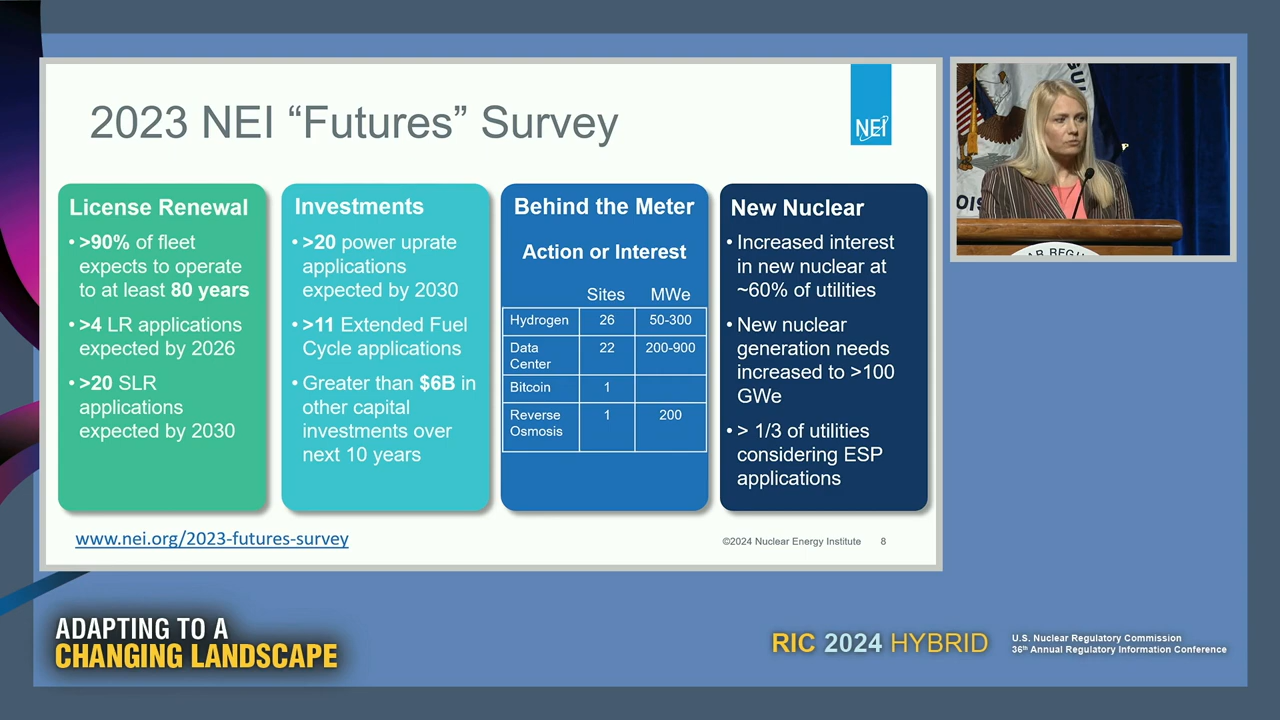 2023 NEI “Futures” Survey
NEI
License Renewal
• >90% of fleet
expects to operate
to at least 80 years
• >4 LR applications
expected by 2026
• >20 SLR
applications
expected by 2030
Investments
• >20 power uprate
applications
expected by 2030
• >11 Extended Fuel
Cycle applications
• Greater than $6B in
other capital
investments over
next 10 years
Behind the Meter
Action or Interest
Sites MWe
Hydrogen 26 50-300
Data
Center 22 200-900
Bitcoin 1
Reverse
Osmosis 1 200
New Nuclear
• Increased interest
in new nuclear at
~60% of utilities
• New nuclear
generation needs
increased to >100
GWe
• > 1/3 of utilities
considering ESP
applications
www.nei.org/2023-futures-survey
©2024 Nuclear Energy Institute 8
ADAPTING TO A
CHANGING LANDSCAPE
RIC 2024 HYBRID
U.S. Nuclear Regulatory Commission
36th Annual Regulatory Information Conference